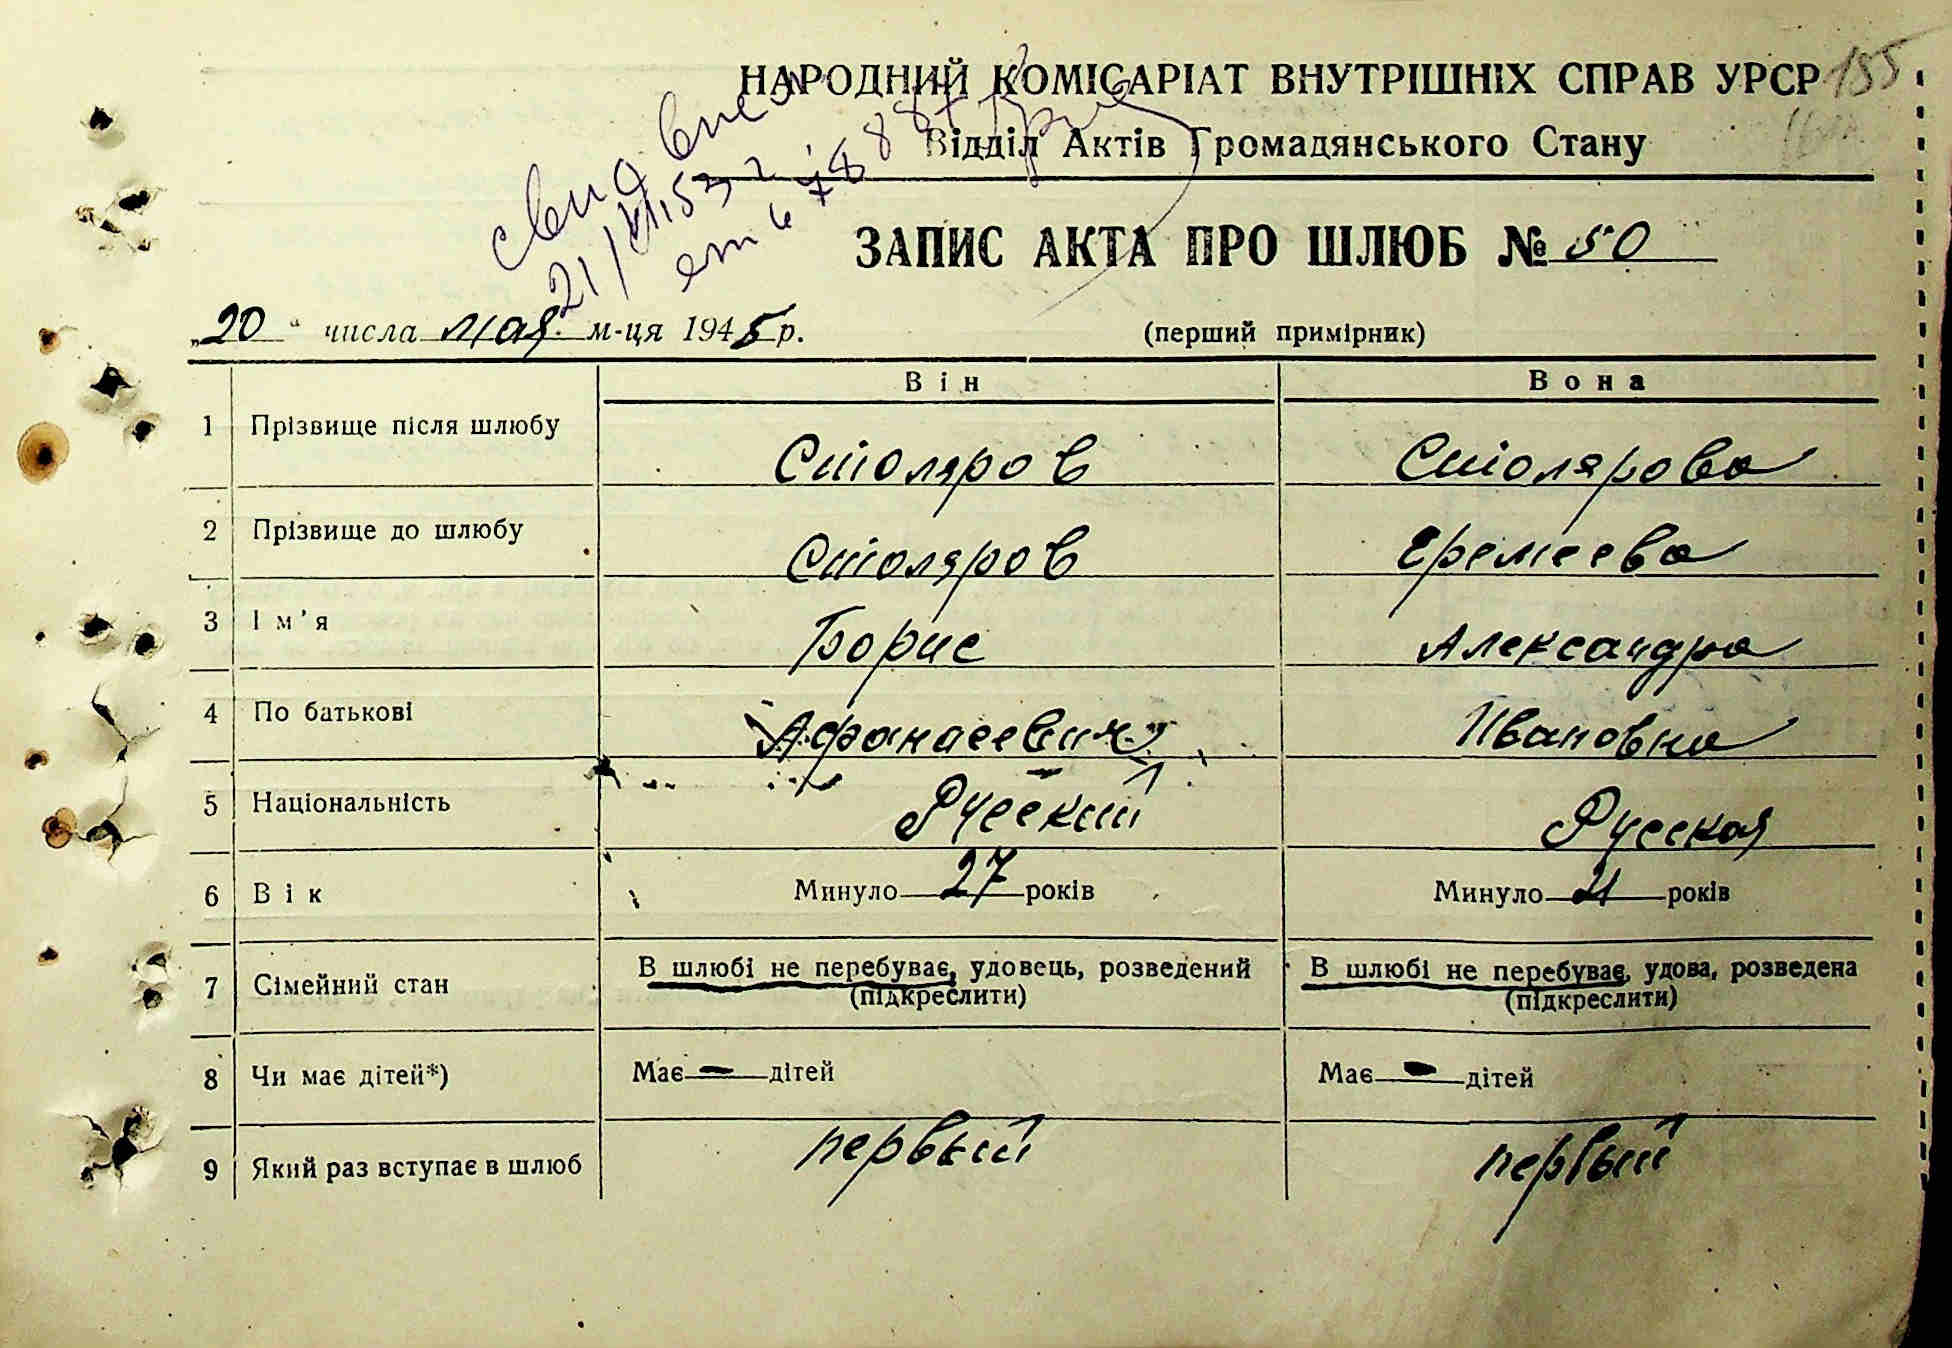 НАРОДНИЙ КОМІСАРІАТ ВНУТРІШНІХ СПРАВ УРСР 155
Відділ Актів Громадянського Стану
ЗАПИС АКТА ПРО ШЛЮБ № 50
„20“ числа мая м-ця 1945 р. (перший примірник)
Він Вона
1 Прізвище після шлюбу Столяров Столярова
2 Прізвище до шлюбу Столяров Еремеева
3 Ім’я Борис Александра
4 По батькові Афанасевич Ивановна
5 Національність Русский Русская
6 Вік Минуло 27 років Минуло 21 років
7 Сімейний стан В шлюбі не перебуває, удовець, розведений В шлюбі не перебуває, удова, розведена
(підкреслити) (підкреслити)
8 Чи має дітей*) Має — дітей Має — дітей
9 Який раз вступає в шлюб первый первый